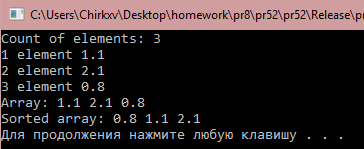 C:\Users\Chirkxv\Desktop\homework\pr8\pr52\pr52\Release\pr
Count of elements: 3
1 element 1.1
2 element 2.1
3 element 0.8
Array: 1.1 2.1 0.8
Sorted array: 0.8 1.1 2.1
Для продолжения нажмите любую клавишу . . .